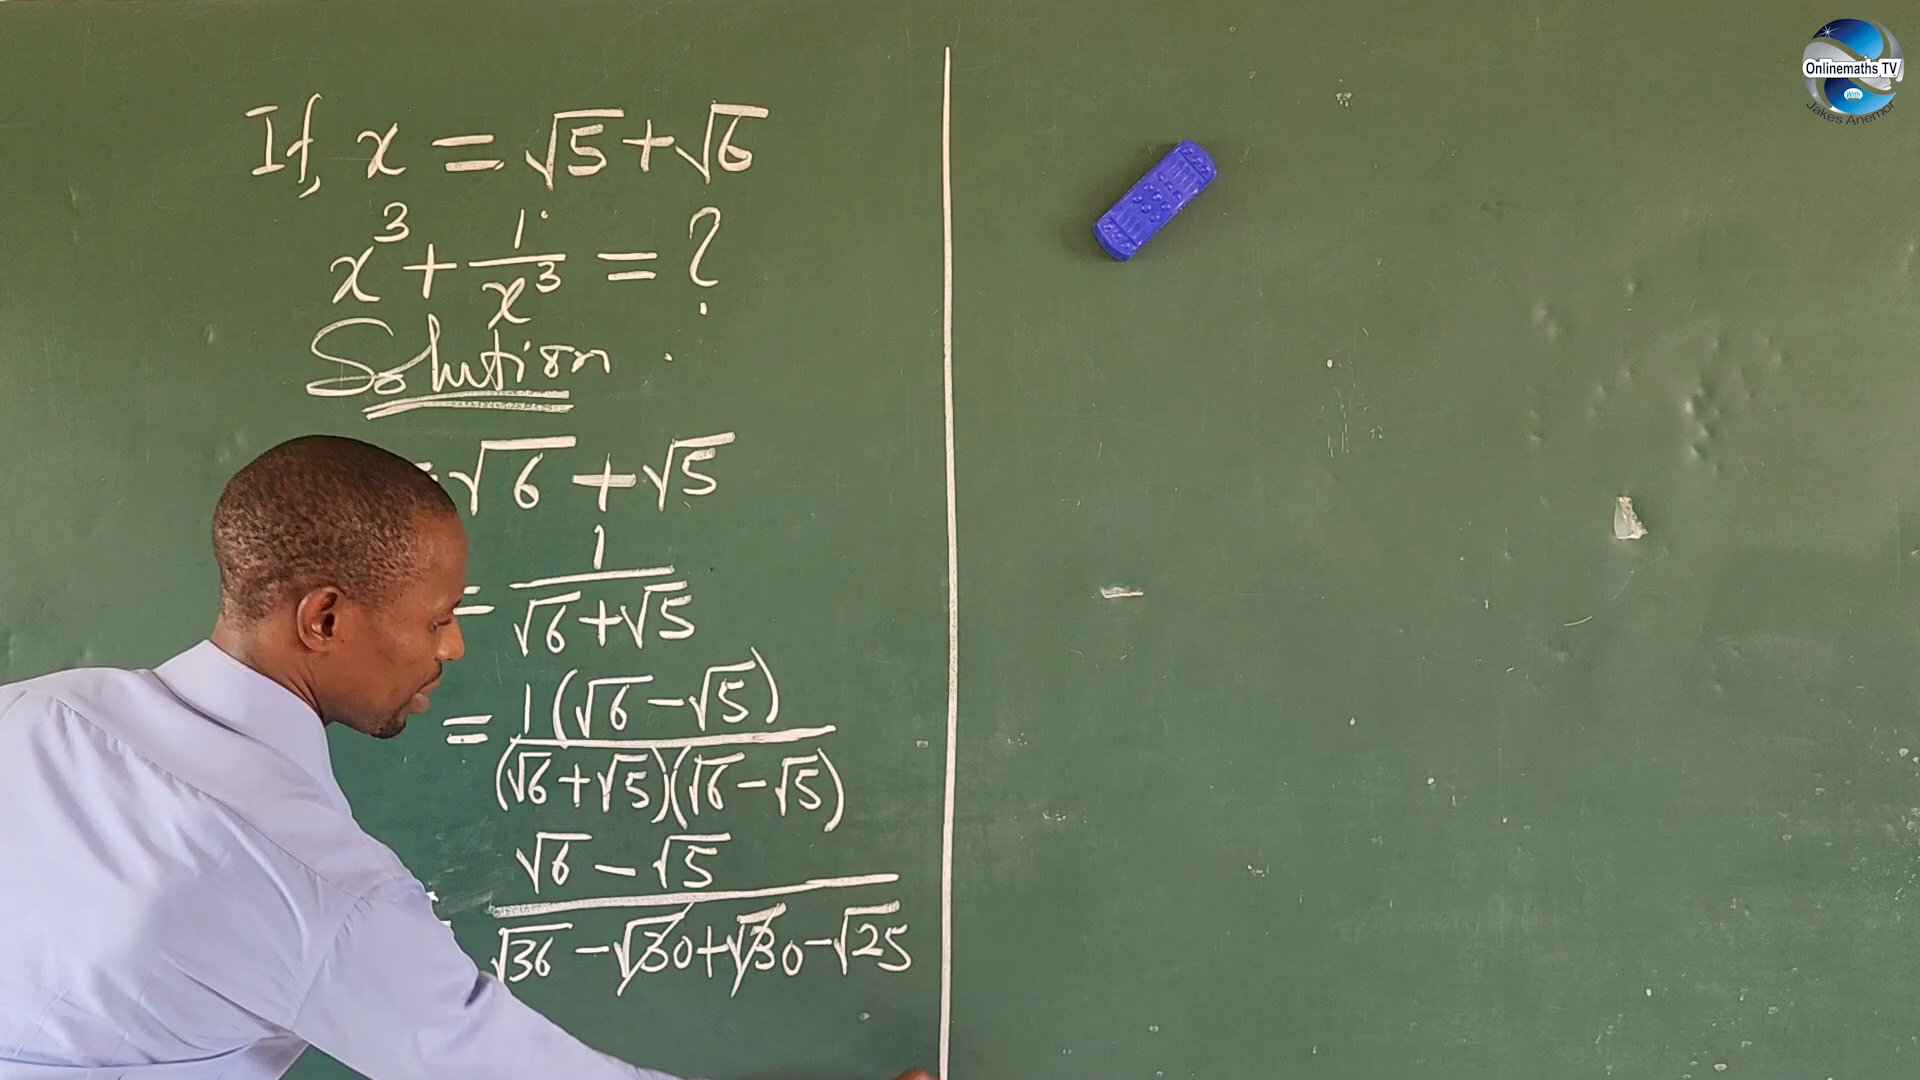 If, x = √5 + √6
x³ + 1/x³ = ?
Solution
= √6 + √5
= 1/(√6 + √5)
= 1(√6 − √5)/(√6 + √5)(√6 − √5)
√6 − √5/√36 − √30 + √30 − √25
Onlinemaths TV
With
Jakes Anemor